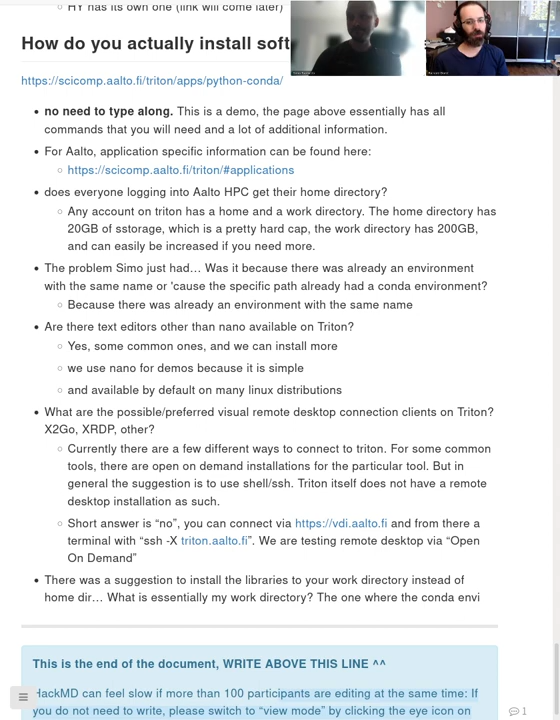 HY has its own one (link will come later)
How do you actually install soft
https://scicomp.aalto.fi/triton/apps/python-conda/
no need to type along. This is a demo, the page above essentially has all
commands that you will need and a lot of additional information.
For Aalto, application specific information can be found here:
https://scicomp.aalto.fi/triton/#applications
does everyone logging into Aalto HPC get their home directory?
Any account on triton has a home and a work directory. The home directory has
20GB of sstorage, which is a pretty hard cap, the work directory has 200GB,
and can easily be increased if you need more.
The problem Simo just had… Was it because there was already an environment
with the same name or 'cause the specific path already had a conda environment?
Because there was already an environment with the same name
Are there text editors other than nano available on Triton?
Yes, some common ones, and we can install more
we use nano for demos because it is simple
and available by default on many linux distributions
What are the possible/preferred visual remote desktop connection clients on Triton?
X2Go, XRDP, other?
Currently there are a few different ways to connect to triton. For some common
tools, there are open on demand installations for the particular tool. But in
general the suggestion is to use shell/ssh. Triton itself does not have a remote
desktop installation as such.
Short answer is “no”, you can connect via https://vdi.aalto.fi and from there a
terminal with “ssh -X triton.aalto.fi”. We are testing remote desktop via “Open
On Demand”
There was a suggestion to install the libraries to your work directory instead of
home dir… What is essentially my work directory? The one where the conda envi
This is the end of the document, WRITE ABOVE THIS LINE ^^
HackMD can feel slow if more than 100 participants are editing at the same time: If
you do not need to write, please switch to “view mode” by clicking the eye icon on
1